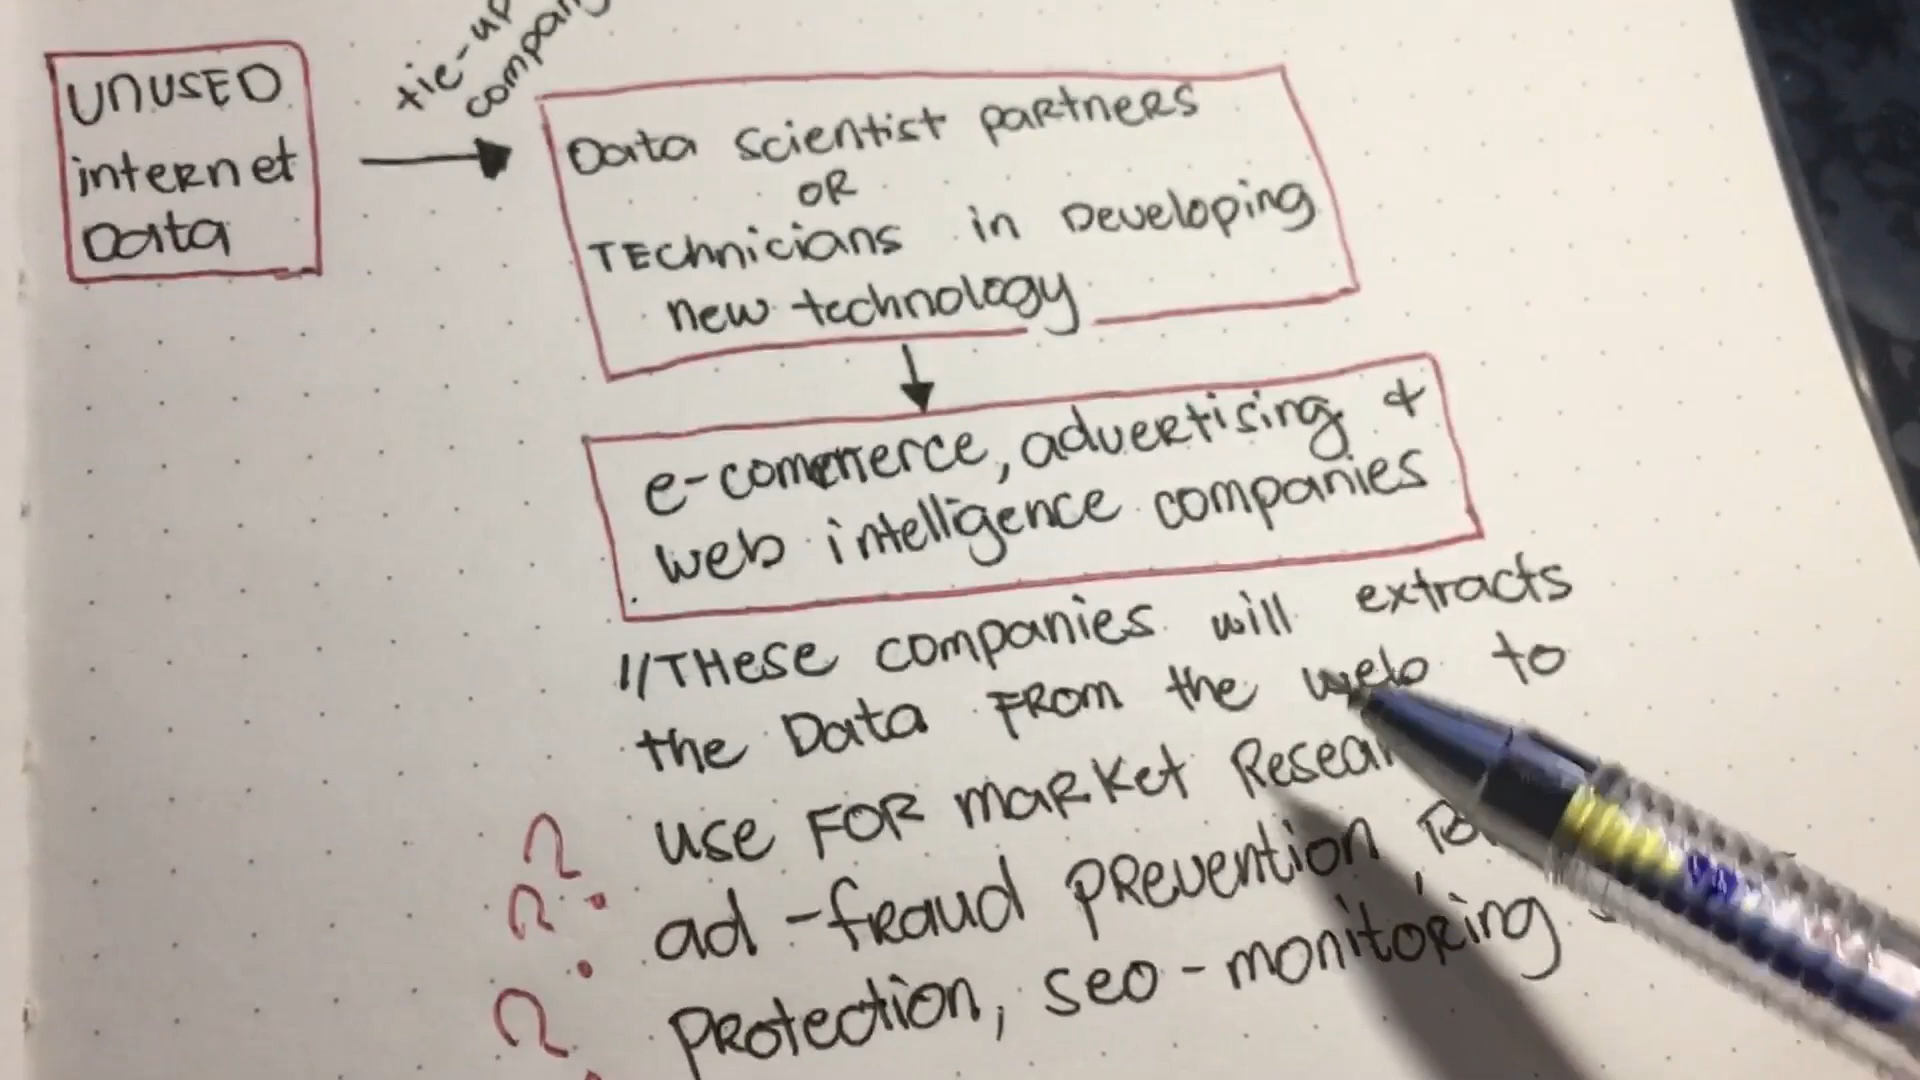 UNUSED
internet
Data
tie-up
Data scientist partners
OR
TEchnicians in Developing
new technology
e-commerce, advertising &
web intelligence companies
//THese companies will extracts
the Data FROM the web to
use FOR market
ad-fraud prevention
protection, seo-monitoring